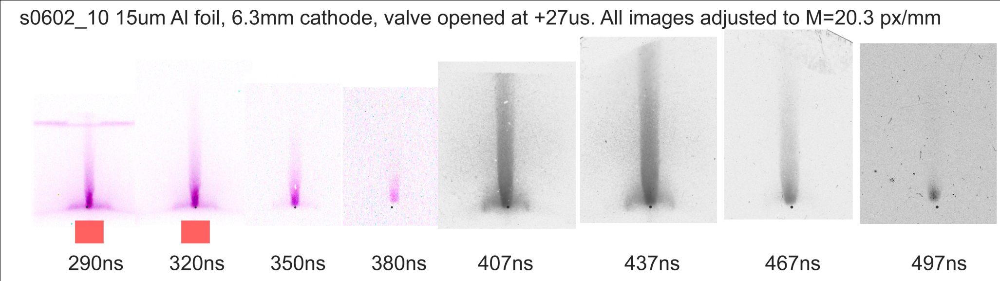 s0602_10 15um Al foil, 6.3mm cathode, valve opened at +27us. All images adjusted to M=20.3 px/mm
290ns 320ns 350ns 380ns 407ns 437ns 467ns 497ns